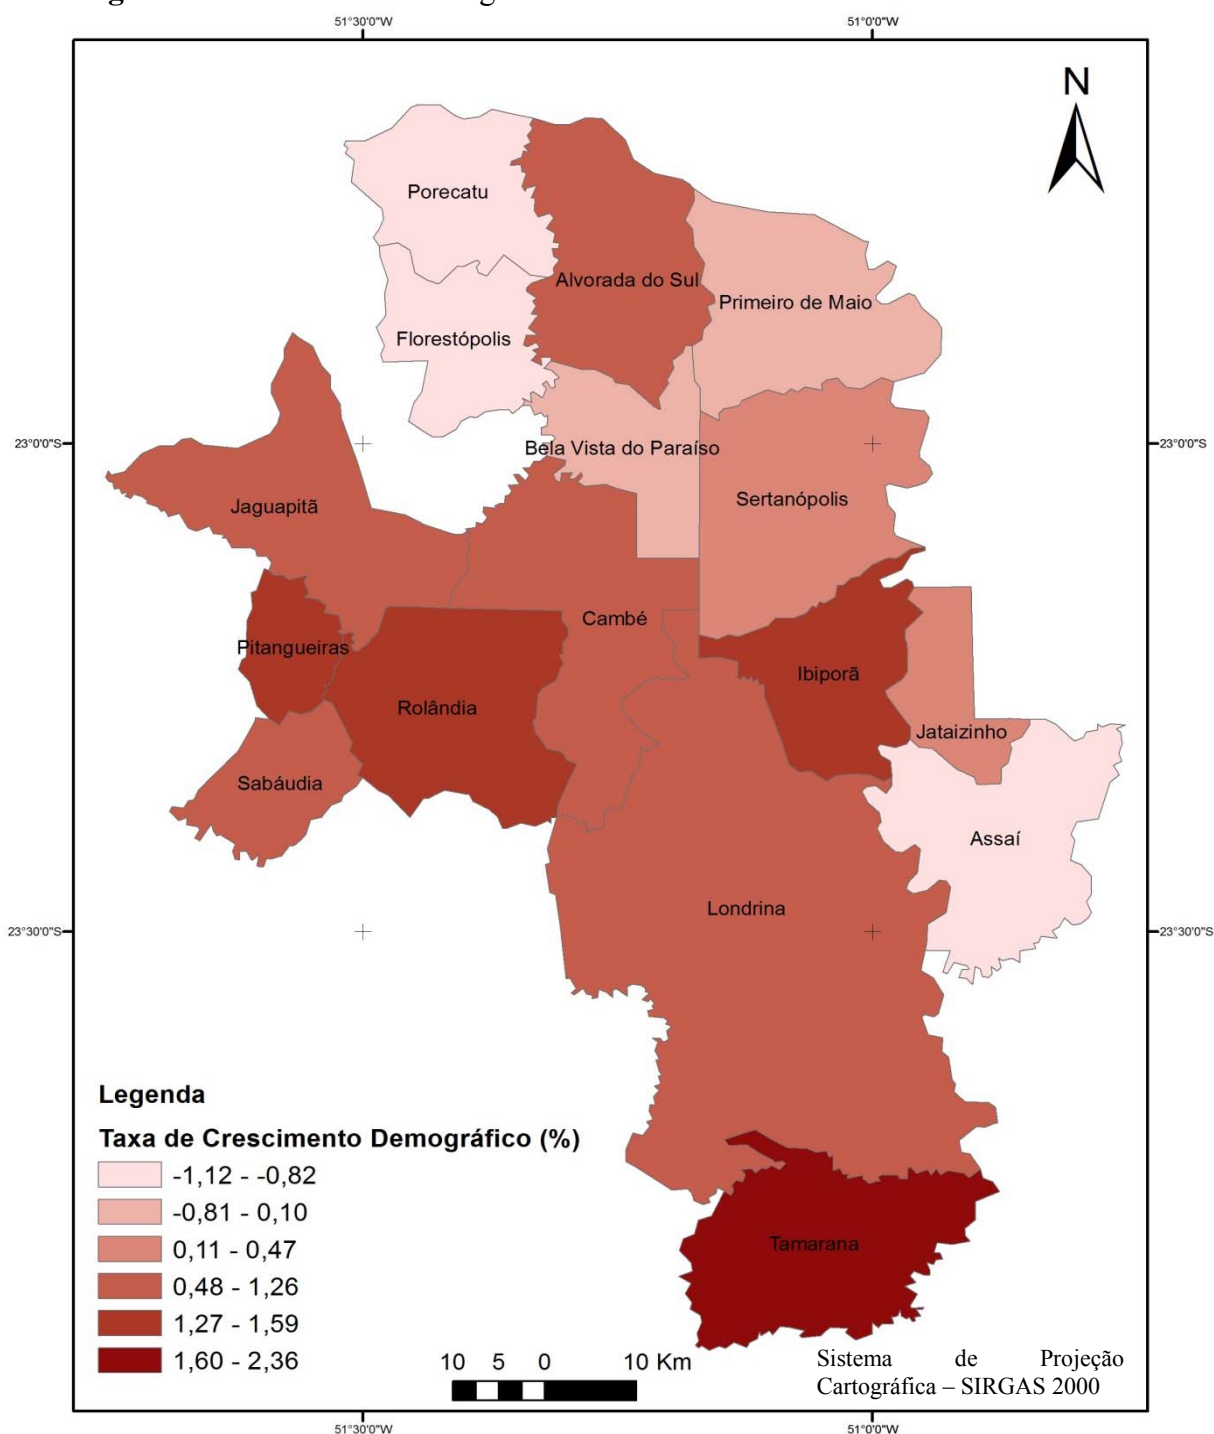 51°30'0"W
51°0'0"W
N
Porecatu
Alvorada do Sul
Primeiro de Maio
Florestópolis
23°0'0"S
23°0'0"S
Bela Vista do Paraíso
Sertanópolis
Jaguapitã
Cambé
Pitangueiras
Ibiporã
Rolândia
Jataizinho
Sabáudia
Assaí
Londrina
23°30'0"S
23°30'0"S
Tamarana
Legenda
Taxa de Crescimento Demográfico (%)
-1,12 - -0,82
-0,81 - 0,10
0,11 - 0,47
0,48 - 1,26
1,27 - 1,59
1,60 - 2,36
10 5 0 10 Km
Sistema de Projeção
Cartográfica – SIRGAS 2000
51°30'0"W
51°0'0"W